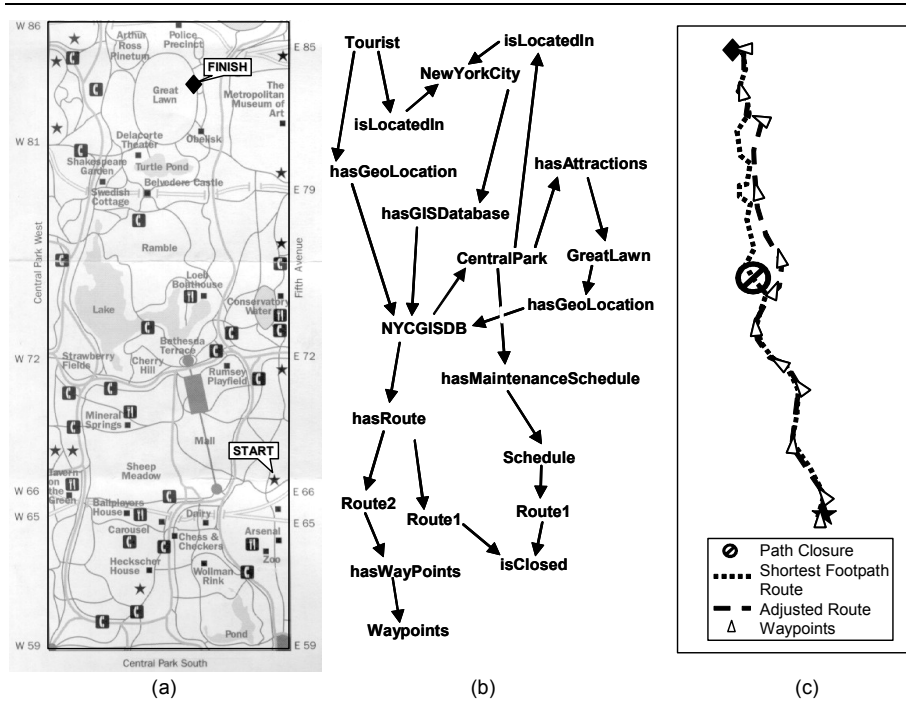 W 86
Arthur
Ross
Pinetum
Police
Precinct
E 85
FINISH
Great
Lawn
The
Metropolitan
Museum of
Art
W 81
Delacorte
Theater
Obelisk
Shakespeare
Garden
Turtle Pond
Belvedere Castle
E 79
Swedish
Cottage
Ramble
Central Park West
Fifth Avenue
Loeb
Boathouse
Lake
Conservatory
Water
Bethesda
Terrace
W 72
E 72
Strawberry
Fields
Cherry
Hill
Rumsey
Playfield
Mineral
Springs
Mall
START
Sheep
Meadow
Tavern
on
the
Green
W 66
E 66
W 65
Ballplayers
House
Dairy
E 65
Carousel
Chess &
Checkers
Arsenal
Zoo
Heckscher
House
Wollman
Rink
Pond
W 59
E 59
Central Park South
(a)
Tourist
isLocatedIn
NewYorkCity
isLocatedIn
hasGeoLocation
hasAttractions
hasGISDatabase
CentralPark
GreatLawn
hasGeoLocation
NYCGISDB
hasMaintenanceSchedule
hasRoute
Schedule
Route2
Route1
Route1
hasWayPoints
isClosed
Waypoints
(b)
Path Closure
Shortest Footpath
Route
Adjusted Route
Waypoints
(c)